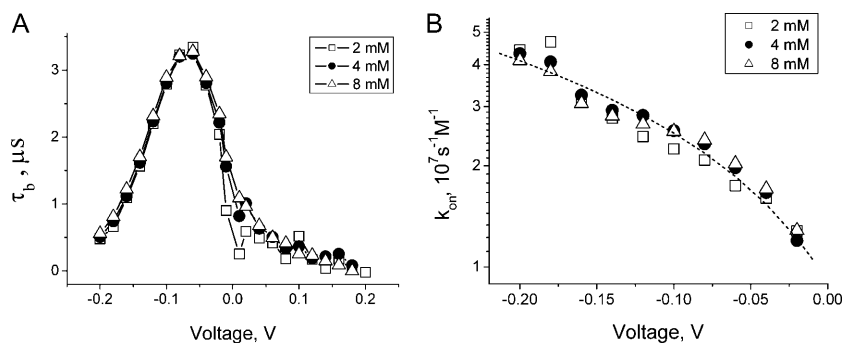 A
τb , μs
3
2
1
0
-0.2
-0.1
0.0
0.1
0.2
Voltage, V
2 mM
4 mM
8 mM
B
kon, 10⁷s⁻¹M⁻¹
5
4
3
2
1
-0.20
-0.15
-0.10
-0.05
0.00
Voltage, V
2 mM
4 mM
8 mM